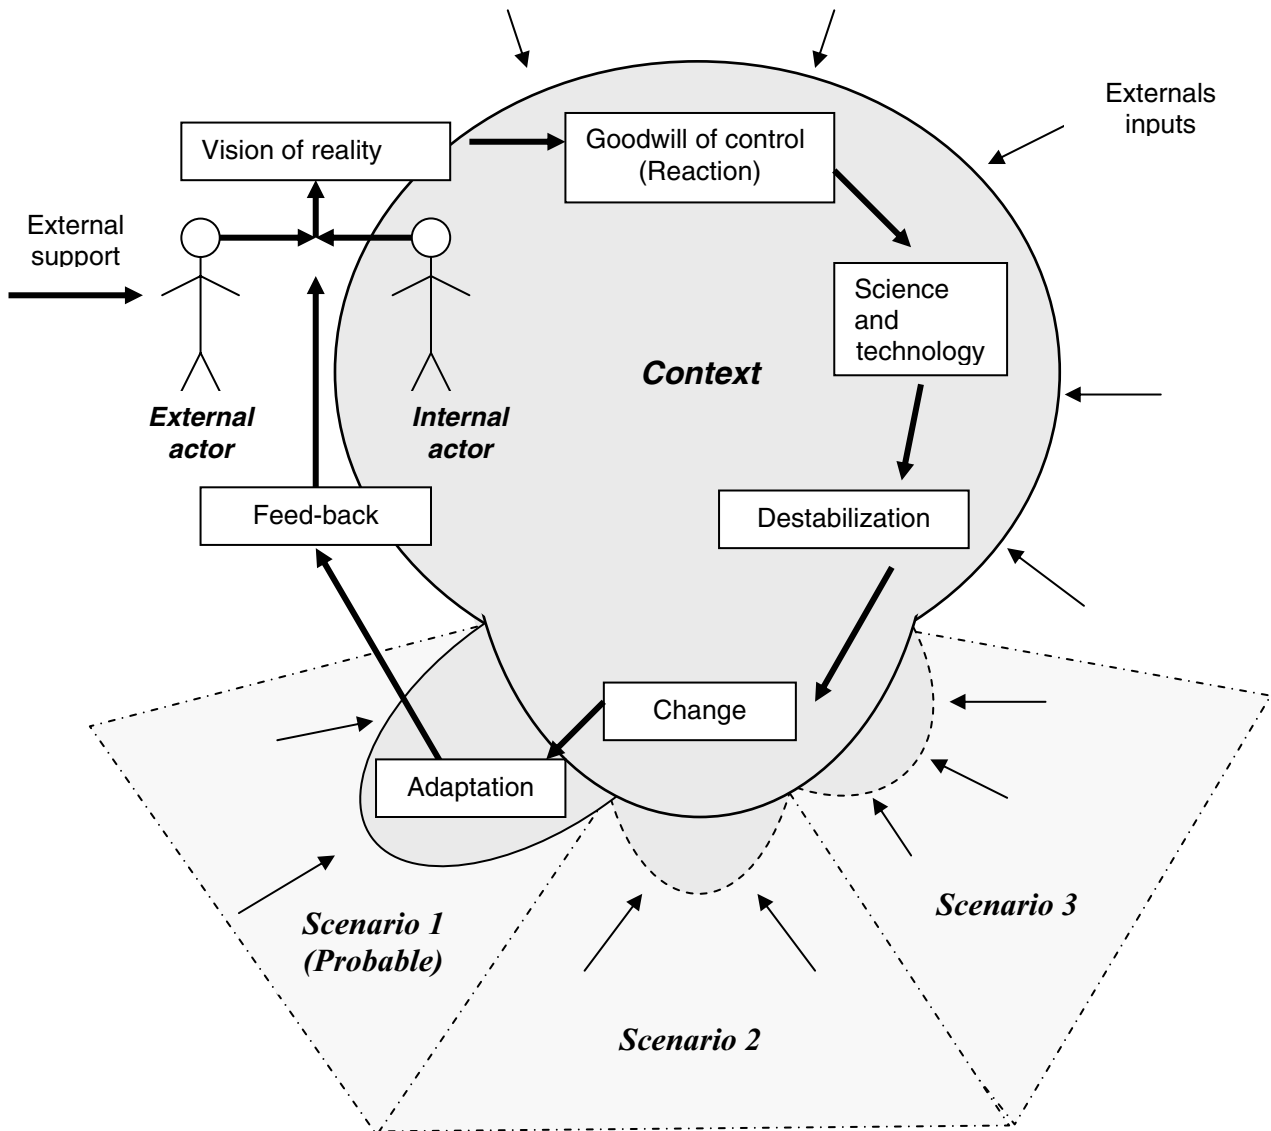 Externals
inputs
Vision of reality
Goodwill of control
(Reaction)
External
support
Science
and
technology
Context
External
actor
Internal
actor
Feed-back
Destabilization
Change
Adaptation
Scenario 1
(Probable)
Scenario 2
Scenario 3